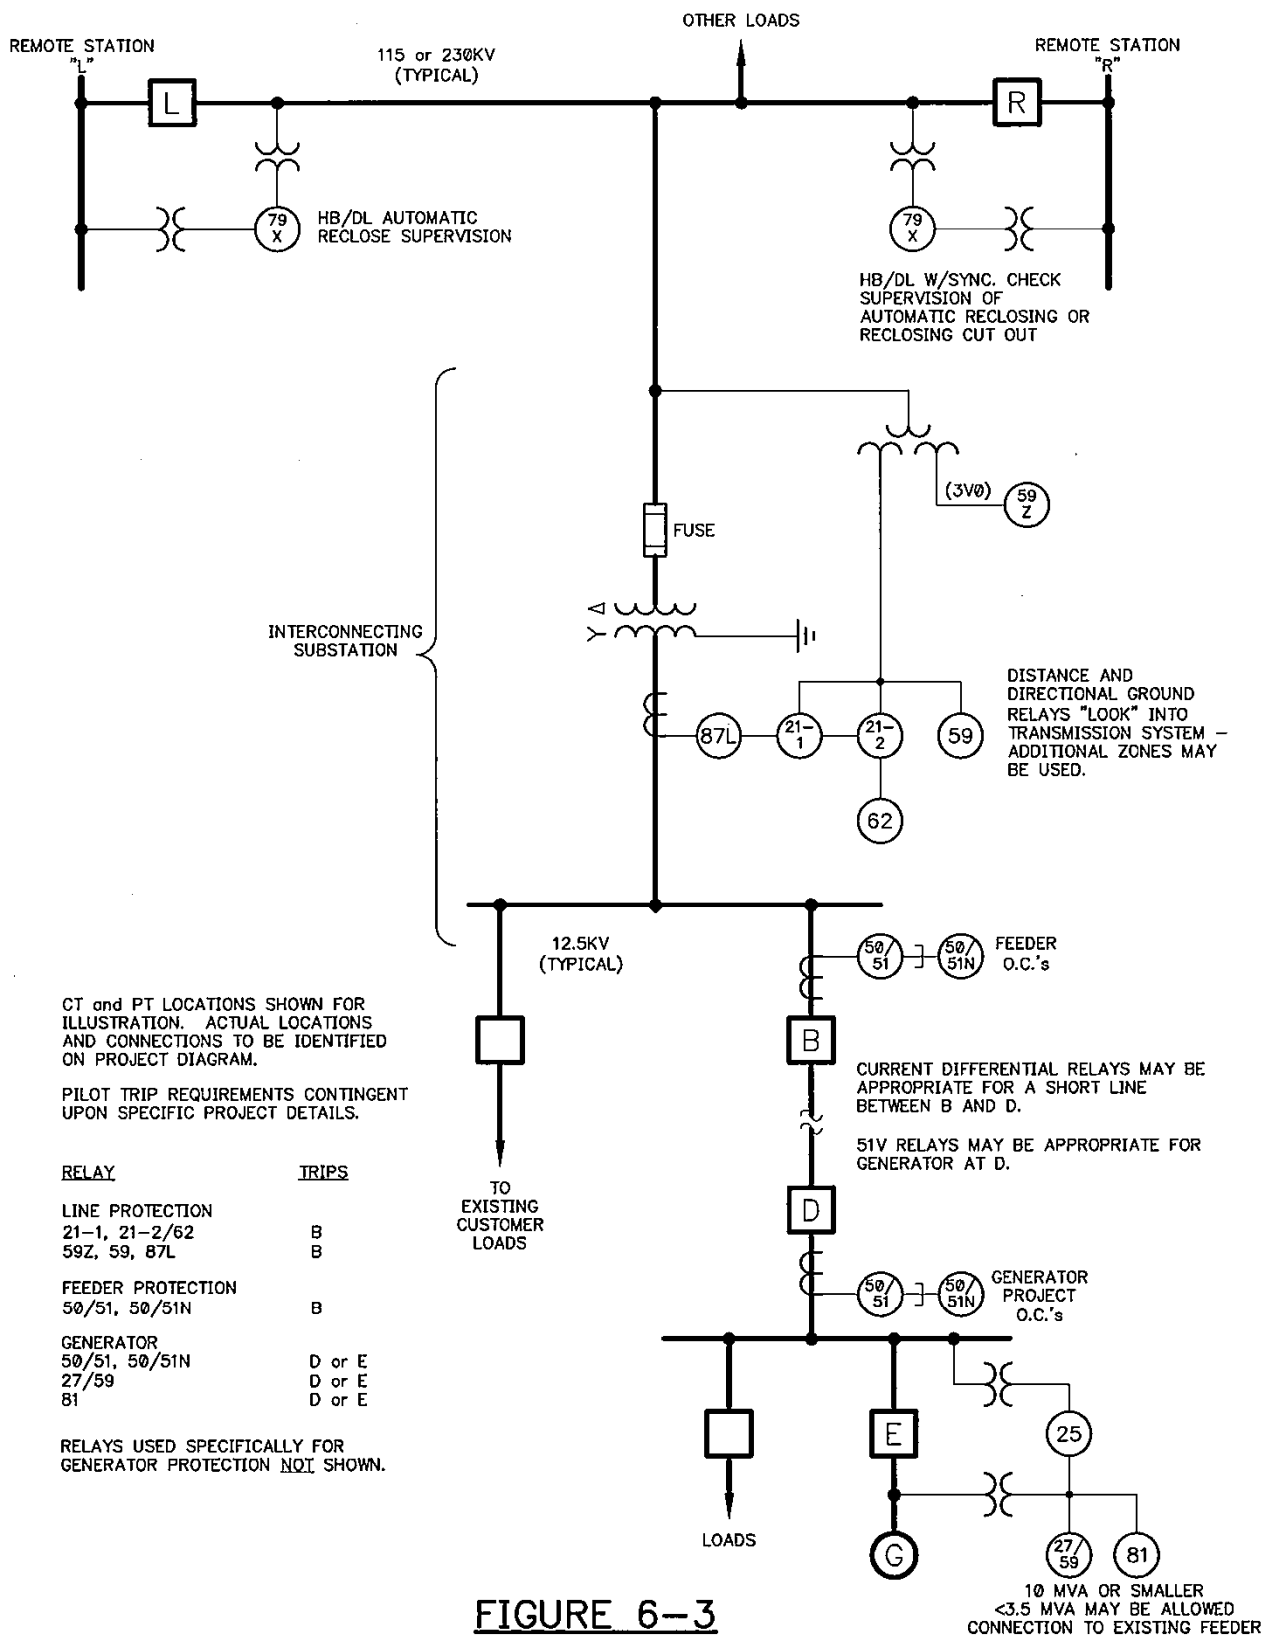 OTHER LOADS
REMOTE STATION
"L"
115 or 230KV
(TYPICAL)
REMOTE STATION
"R"
L
R
79
X
HB/DL AUTOMATIC
RECLOSE SUPERVISION
79
X
HB/DL W/SYNC. CHECK
SUPERVISION OF
AUTOMATIC RECLOSING OR
RECLOSING CUT OUT
(3V0)
59
Z
FUSE
INTERCONNECTING
SUBSTATION
87L
21-
1
21-
2
59
62
DISTANCE AND
DIRECTIONAL GROUND
RELAYS "LOOK" INTO
TRANSMISSION SYSTEM -
ADDITIONAL ZONES MAY
BE USED.
12.5KV
(TYPICAL)
50/
51
50/
51N
FEEDER
O.C.'s
B
CT and PT LOCATIONS SHOWN FOR
ILLUSTRATION. ACTUAL LOCATIONS
AND CONNECTIONS TO BE IDENTIFIED
ON PROJECT DIAGRAM.
PILOT TRIP REQUIREMENTS CONTINGENT
UPON SPECIFIC PROJECT DETAILS.
CURRENT DIFFERENTIAL RELAYS MAY BE
APPROPRIATE FOR A SHORT LINE
BETWEEN B AND D.
51V RELAYS MAY BE APPROPRIATE FOR
GENERATOR AT D.
TO
EXISTING
CUSTOMER
LOADS
D
RELAY TRIPS
LINE PROTECTION
21-1, 21-2/62 B
59Z, 59, 87L B
FEEDER PROTECTION
50/51, 50/51N B
GENERATOR
50/51, 50/51N D or E
27/59 D or E
81 D or E
RELAYS USED SPECIFICALLY FOR
GENERATOR PROTECTION NOT SHOWN.
50/
51
50/
51N
GENERATOR
PROJECT
O.C.'s
E
25
LOADS
G
27/
59
81
10 MVA OR SMALLER
<3.5 MVA MAY BE ALLOWED
CONNECTION TO EXISTING FEEDER
FIGURE 6-3